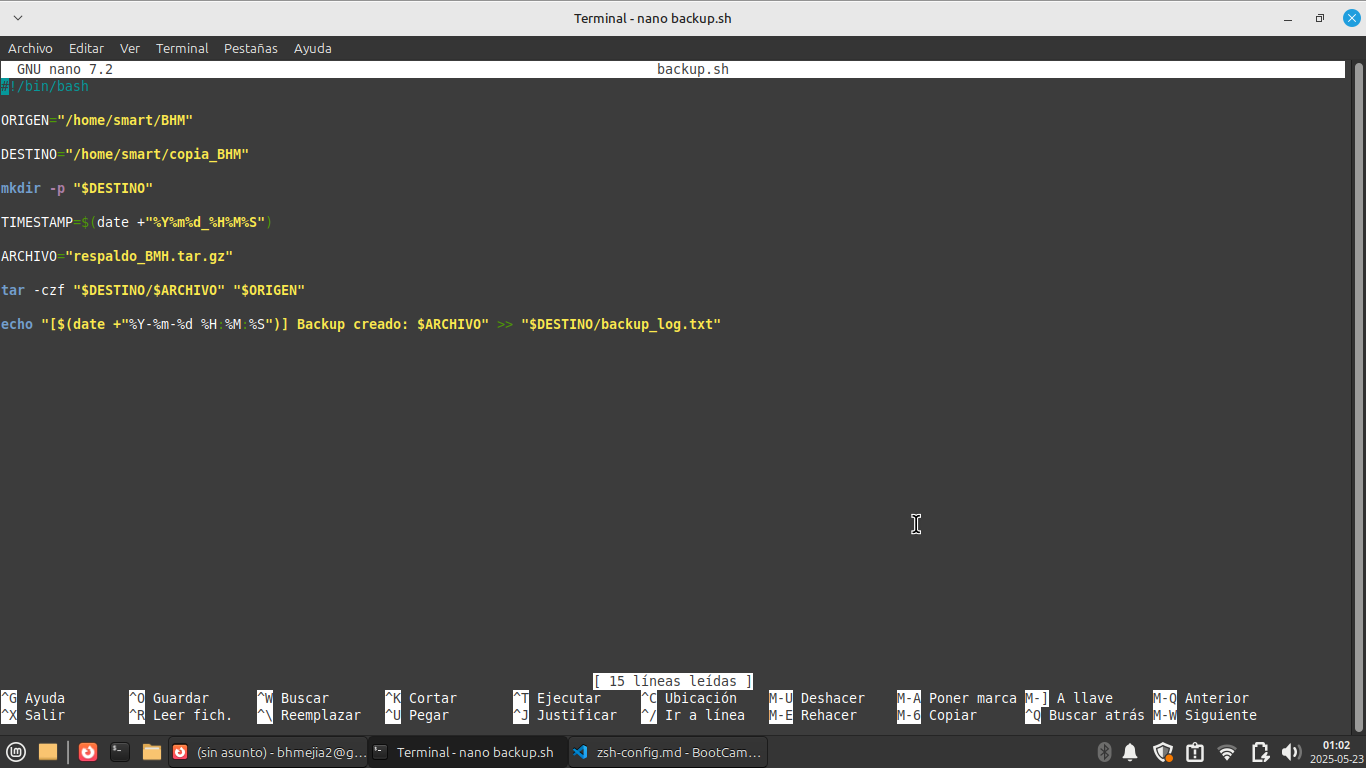 Terminal - nano backup.sh
Archivo Editar Ver Terminal Pestañas Ayuda
GNU nano 7.2 backup.sh
#!/bin/bash
ORIGEN="/home/smart/BHM"
DESTINO="/home/smart/copia_BHM"
mkdir -p "$DESTINO"
TIMESTAMP=$(date +"%Y%m%d_%H%M%S")
ARCHIVO="respaldo_BMH.tar.gz"
tar -czf "$DESTINO/$ARCHIVO" "$ORIGEN"
echo "[$(date +"%Y-%m-%d %H:%M:%S")] Backup creado: $ARCHIVO" >> "$DESTINO/backup_log.txt"
[ 15 líneas leídas ]
^G Ayuda ^O Guardar ^W Buscar ^K Cortar ^T Ejecutar ^C Ubicación M-U Deshacer M-A Poner marca M-] A llave M-Q Anterior
^X Salir ^R Leer fich. ^\ Reemplazar ^U Pegar ^J Justificar ^/ Ir a línea M-E Rehacer M-6 Copiar ^Q Buscar atrás M-W Siguiente
(sin asunto) - bhmejia2@g... Terminal - nano backup.sh zsh-config.md - BootCam... 01:02
2025-05-23